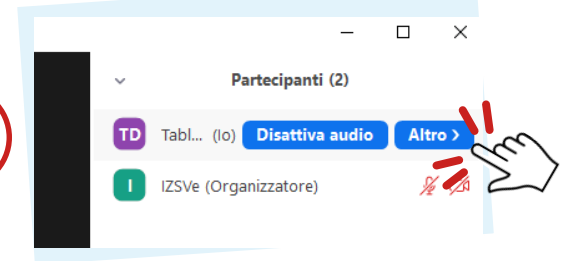 Partecipanti (2)
TD Tabl... (Io) Disattiva audio Altro >
I IZSVe (Organizzatore)